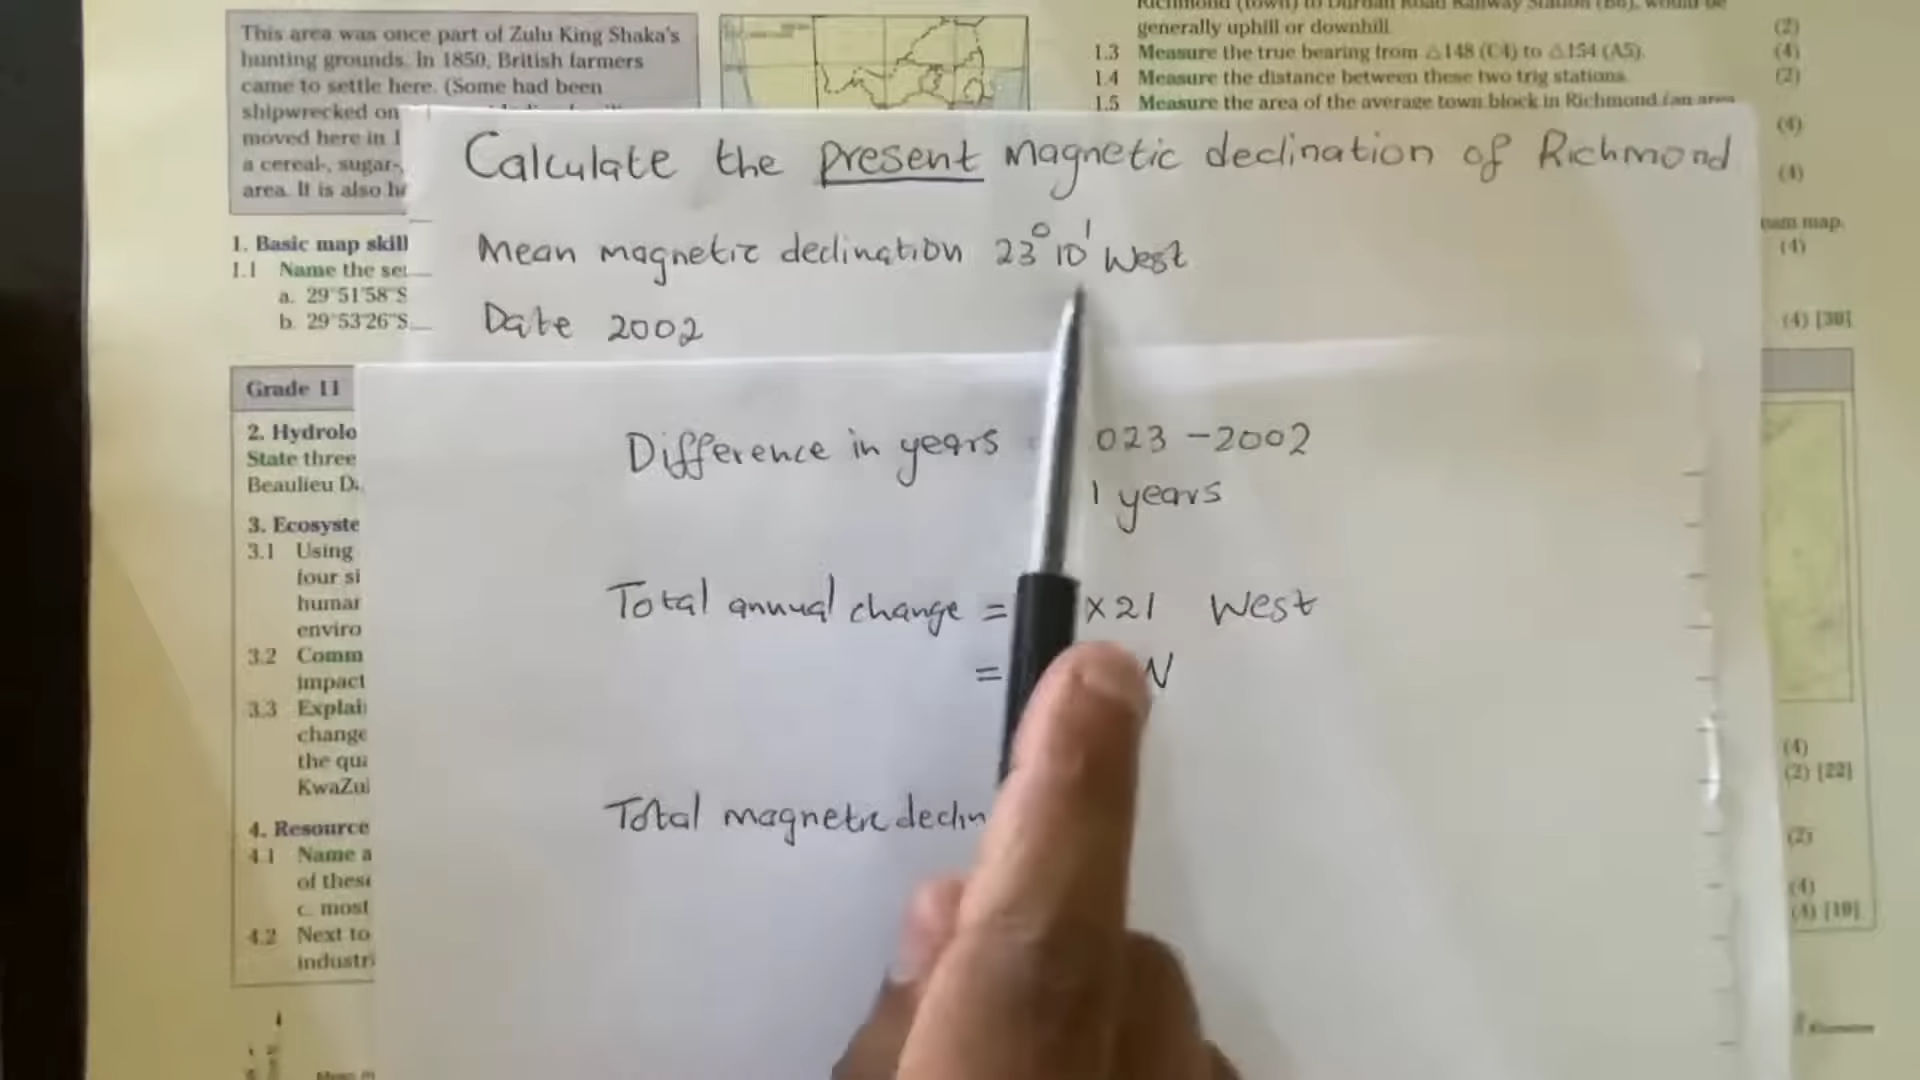 This area was once part of Zulu King Shaka's
hunting grounds. In 1850, British farmers
came to settle here. (Some had been
shipwrecked on
moved here in 1
a cereal-, sugar-,
area. It is also
generally uphill or downhill. (2)
1.3 Measure the true bearing from △148 (C4) to △154 (A5). (4)
1.4 Measure the distance between these two trig stations. (2)
1.5 Measure the area of the average town block in Richmond (an area
(4)
(4)
map.
(4)
(4) [30]
Calculate the present magnetic declination of Richmond
Mean magnetic declination 23°10' West
Date 2002
1. Basic map skill
1.1 Name the
a. 29°51'58"S
b. 29°53'26"S
Difference in years 023 - 2002
1 years
Total annual change = × 21 West
=
Total magnetic declin
Grade 11
2. Hydrolo
State three
Beaulieu
3. Ecosyste
3.1 Using
four si
humar
enviro
3.2 Comm
impact
3.3 Explai
change
the
KwaZul
4. Resource
4.1 Name a
of these
c. most
4.2 Next to
industri
(4)
(2) [22]
(2)
(4)
(4) [19]